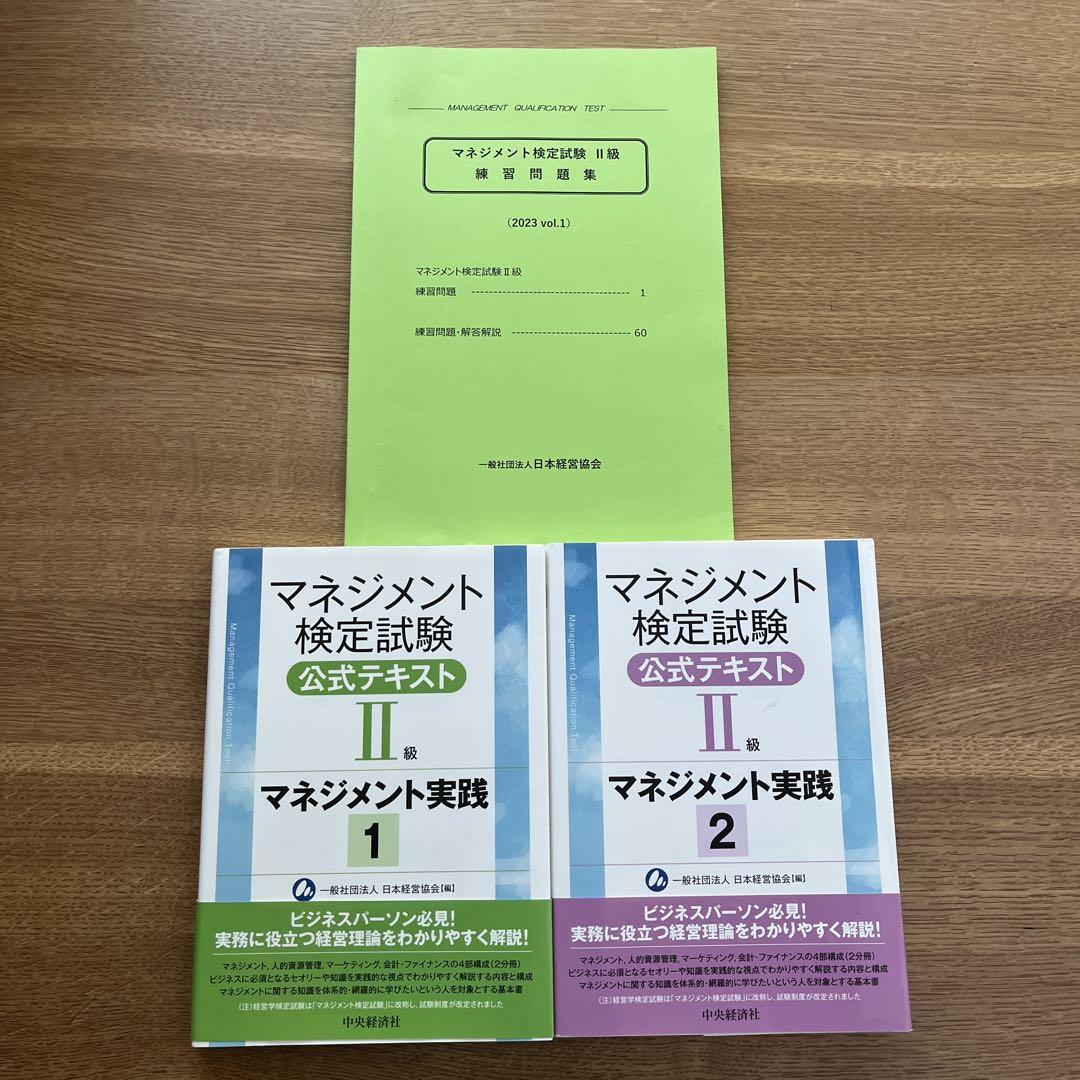 MANAGEMENT QUALIFICATION TEST
マネジメント検定試験 Ⅱ級
練習問題集
(2023 vol.1)
マネジメント検定試験Ⅱ級
練習問題 ------------------------------------ 1
練習問題・解答解説 --------------------------- 60
一般社団法人日本経営協会
Management Qualification Test
マネジメント
検定試験
公式テキスト
Ⅱ級
マネジメント実践
1
一般社団法人 日本経営協会【編】
ビジネスパーソン必見!
実務に役立つ経営理論をわかりやすく解説!
マネジメント、人的資源管理、マーケティング、会計・ファイナンスの4部構成(2分冊)
ビジネスに必須となるセオリーや知識を実践的な視点でわかりやすく解説する内容と構成
マネジメントに関する知識を体系的・網羅的に学びたいという人を対象とする基本書
(注)経営学検定試験は「マネジメント検定試験」に改称し、試験制度が改定されました
中央経済社
Management Qualification Test
マネジメント
検定試験
公式テキスト
Ⅱ級
マネジメント実践
2
一般社団法人 日本経営協会【編】
ビジネスパーソン必見!
実務に役立つ経営理論をわかりやすく解説!
マネジメント、人的資源管理、マーケティング、会計・ファイナンスの4部構成(2分冊)
ビジネスに必須となるセオリーや知識を実践的な視点でわかりやすく解説する内容と構成
マネジメントに関する知識を体系的・網羅的に学びたいという人を対象とする基本書
(注)経営学検定試験は「マネジメント検定試験」に改称し、試験制度が改定されました
中央経済社